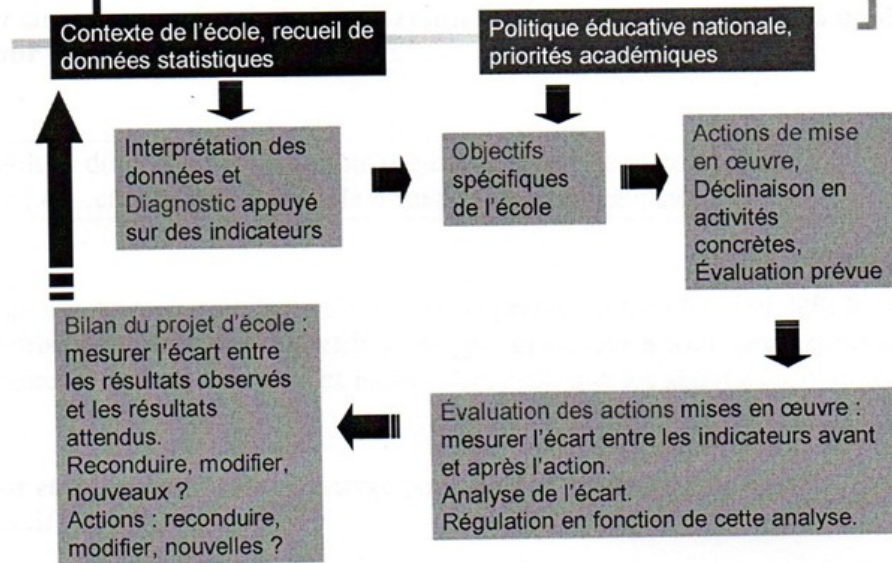 Contexte de l'école, recueil de
données statistiques
Politique éducative nationale,
priorités académiques
Interprétation des
données et
Diagnostic appuyé
sur des indicateurs
Objectifs
spécifiques
de l'école
Actions de mise
en œuvre,
Déclinaison en
activités
concrètes,
Évaluation prévue
Évaluation des actions mises en œuvre :
mesurer l'écart entre les indicateurs avant
et après l'action.
Analyse de l'écart.
Régulation en fonction de cette analyse.
Bilan du projet d'école :
mesurer l'écart entre
les résultats observés
et les résultats
attendus.
Reconduire, modifier,
nouveaux ?
Actions : reconduire,
modifier, nouvelles ?